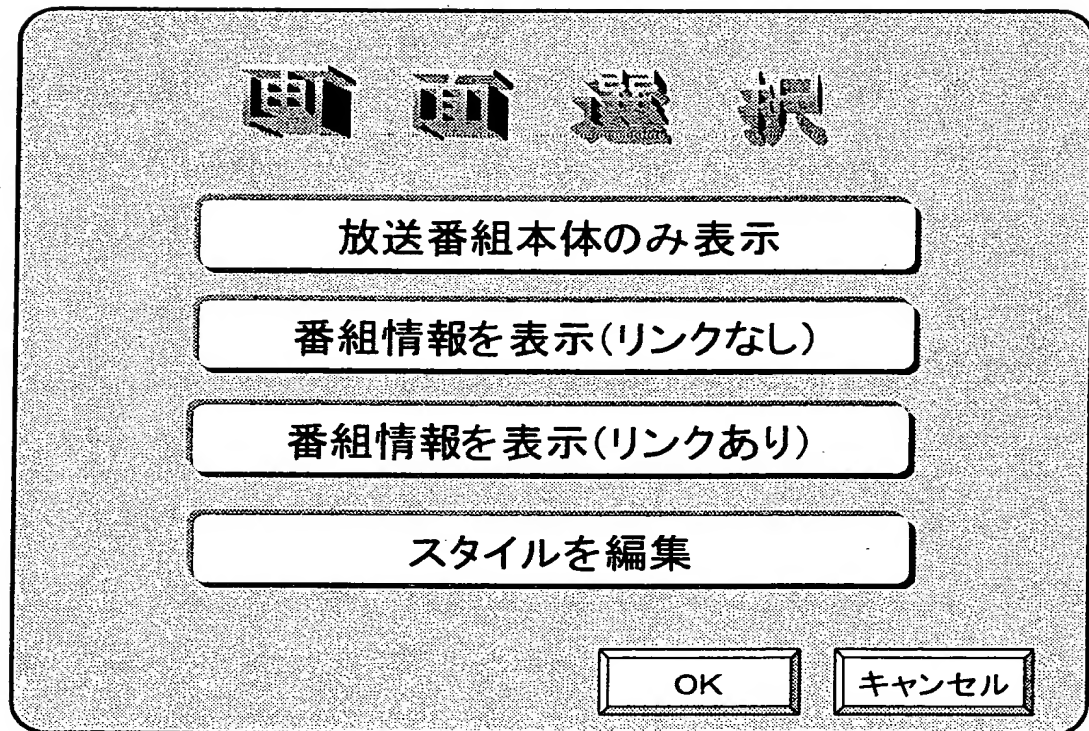 画面選択
放送番組本体のみ表示
番組情報を表示(リンクなし)
番組情報を表示(リンクあり)
スタイルを編集
OK キャンセル